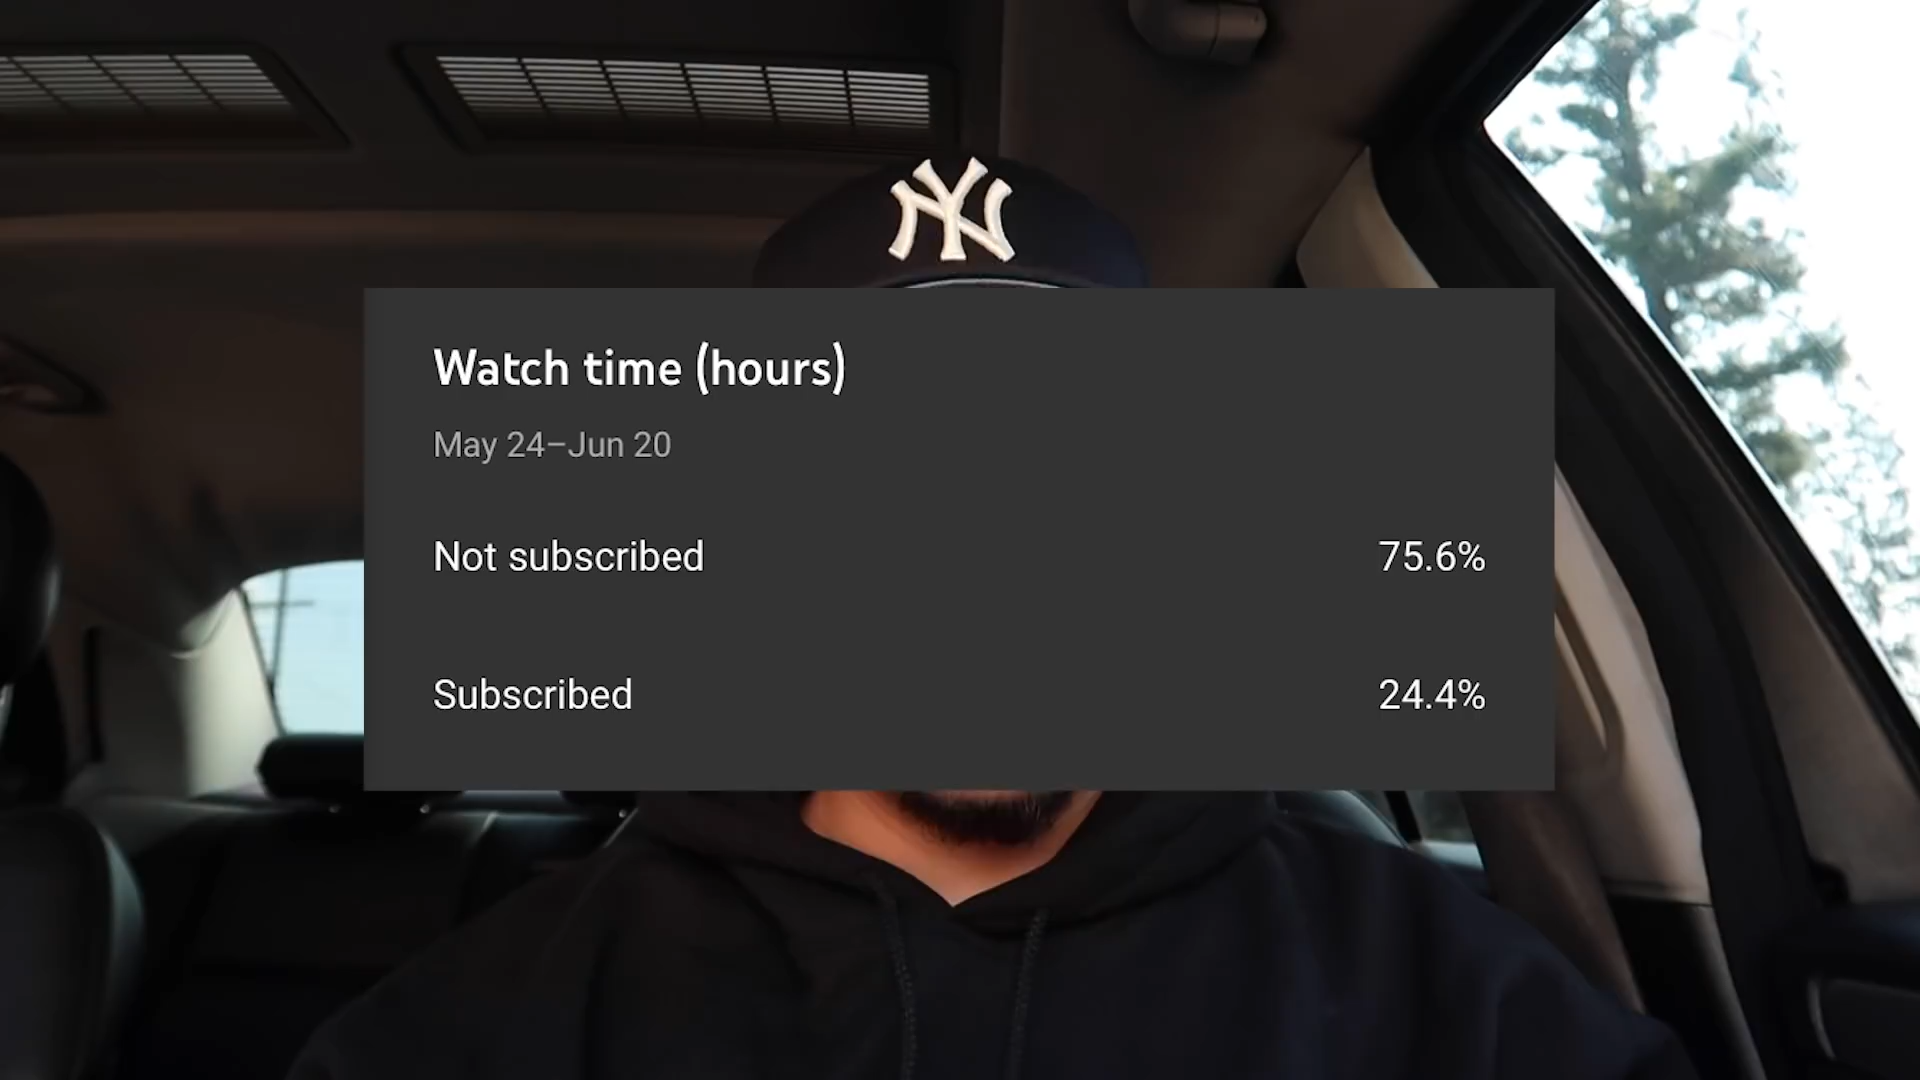 NY
Watch time (hours)
May 24–Jun 20
Not subscribed 75.6%
Subscribed 24.4%